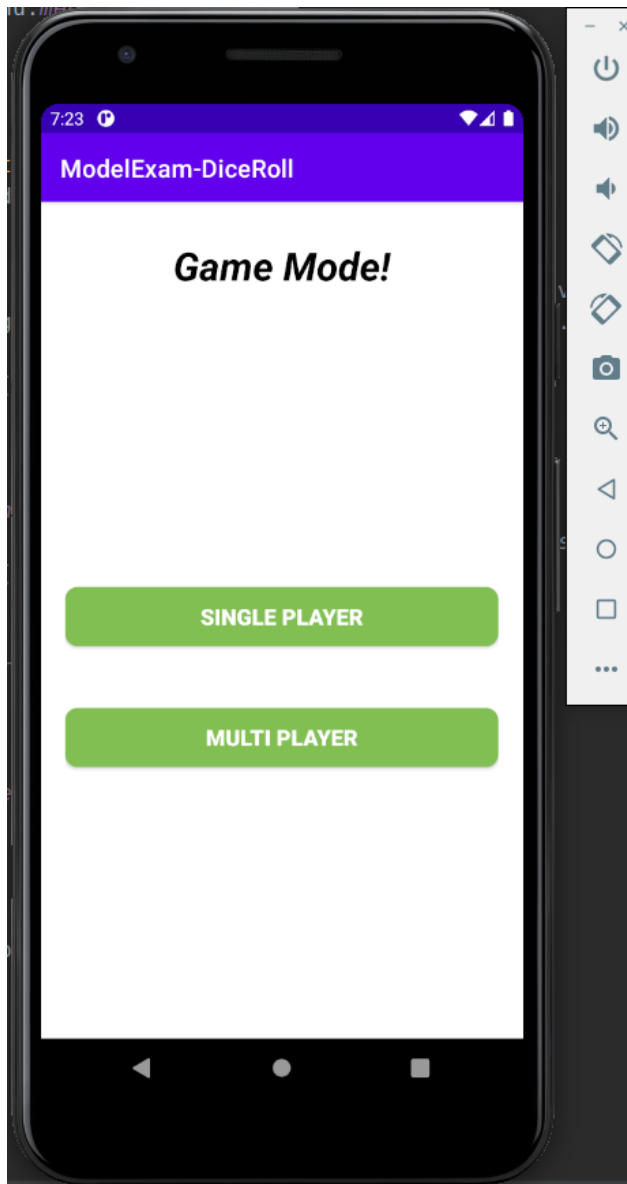 7:23
ModelExam-DiceRoll
Game Mode!
SINGLE PLAYER
MULTI PLAYER